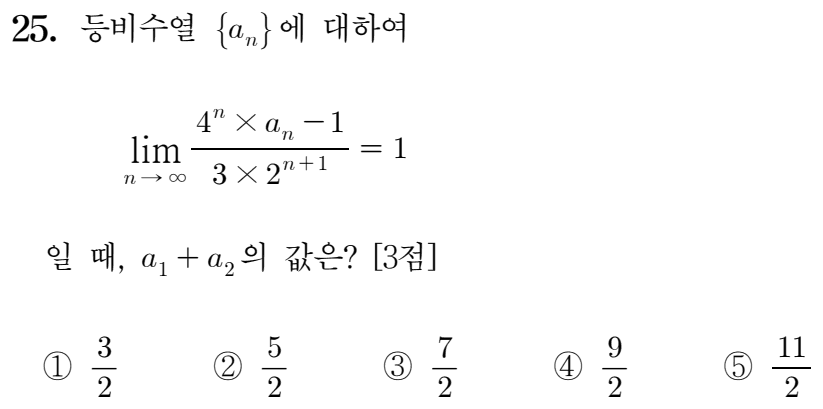 25. 등비수열 {aₙ}에 대하여
lim_{n→∞} (4ⁿ × aₙ − 1) / (3 × 2ⁿ⁺¹) = 1
일 때, a₁ + a₂의 값은? [3점]
① 3/2 ② 5/2 ③ 7/2 ④ 9/2 ⑤ 11/2